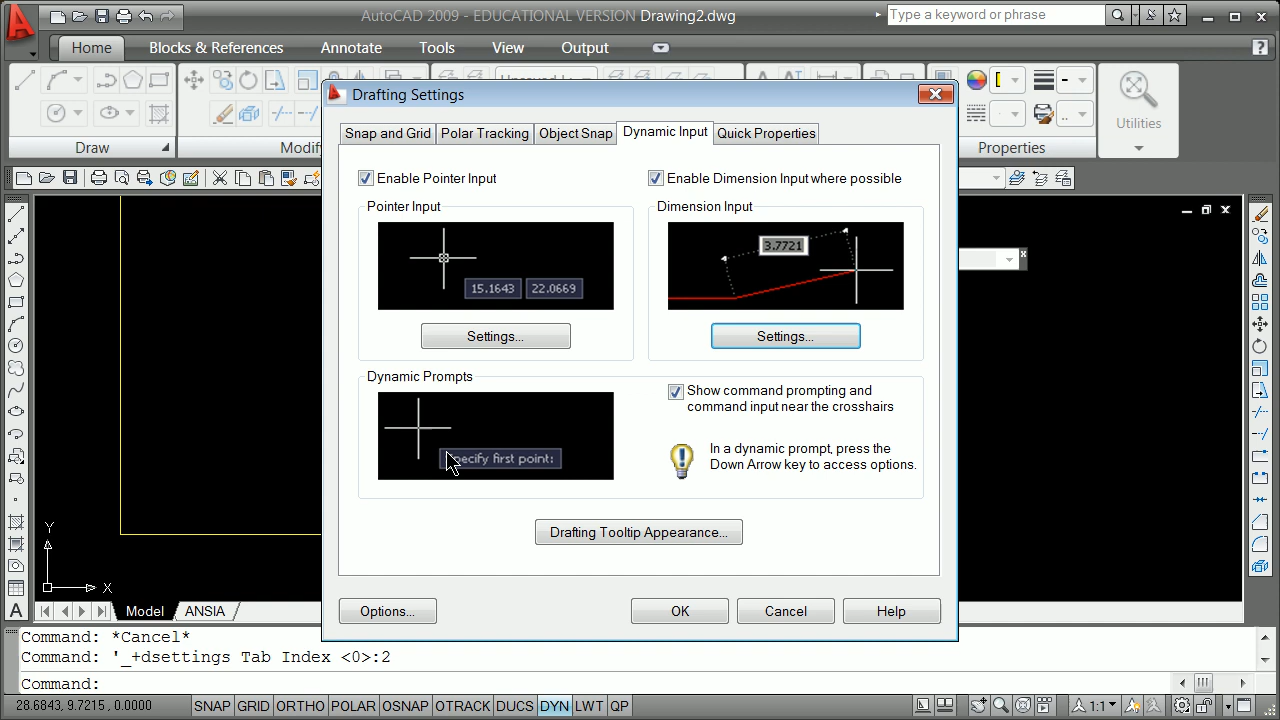 AutoCAD 2009 - EDUCATIONAL VERSION Drawing2.dwg
Type a keyword or phrase
Home
Blocks & References
Annotate
Tools
View
Output
Draw
Properties
Utilities
Drafting Settings
Snap and Grid
Polar Tracking
Object Snap
Dynamic Input
Quick Properties
Enable Pointer Input
Enable Dimension Input where possible
Pointer Input
Dimension Input
3.7721
15.1643
22.0669
Settings...
Settings...
Dynamic Prompts
Show command prompting and
command input near the crosshairs
In a dynamic prompt, press the
Down Arrow key to access options.
first point:
Drafting Tooltip Appearance...
Options...
OK
Cancel
Help
Y
X
Model
ANSIA
A
Command: *Cancel*
Command: '_+dsettings Tab Index <0>:2
Command:
28.6843, 9.7215, 0.0000
SNAP
GRID
ORTHO
POLAR
OSNAP
OTRACK
DUCS
DYN
LWT
QP
1:1